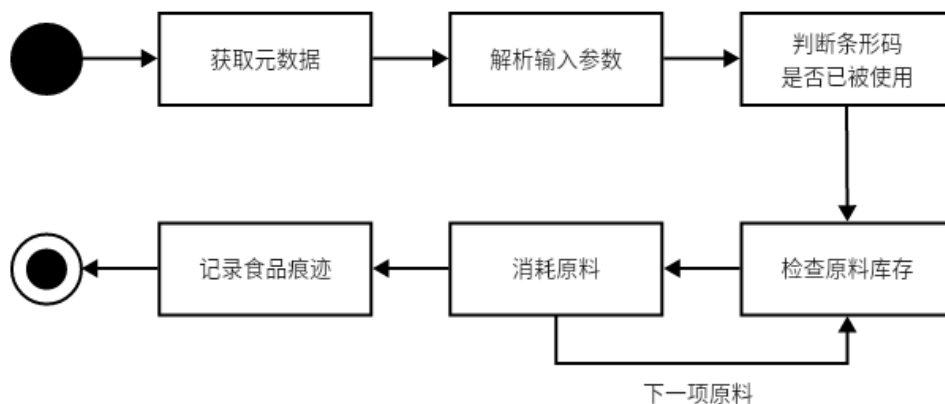 获取元数据
解析输入参数
判断条形码
是否已被使用
记录食品痕迹
消耗原料
检查原料库存
下一项原料